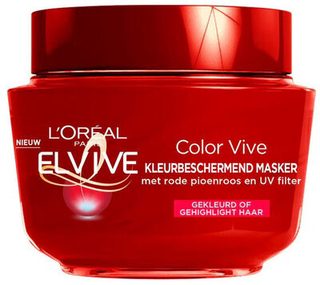 NIEUW
L'ORÉAL
PARIS
ELVIVE
Color Vive
KLEURBESCHERMEND MASKER
met rode pioenroos en UV filter
GEKLEURD OF
GEHIGHLIGHT HAAR